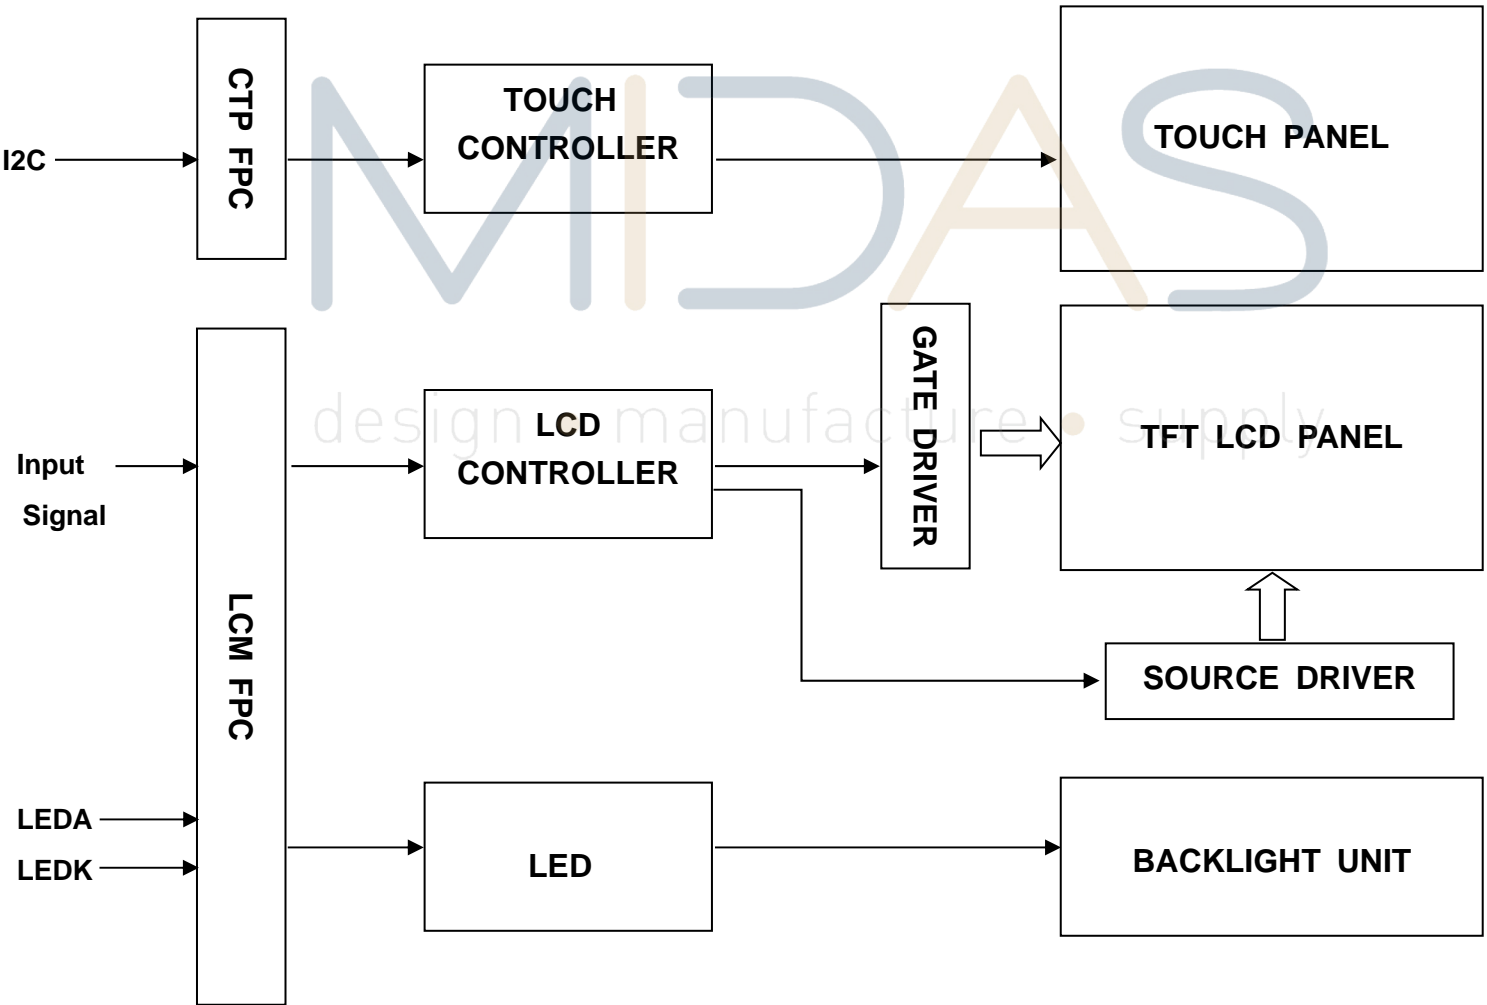 I2C
CTP FPC
TOUCH
CONTROLLER
TOUCH PANEL
MIDAS
design • manufacture • supply
Input
Signal
LCM FPC
LCD
CONTROLLER
GATE DRIVER
TFT LCD PANEL
SOURCE DRIVER
LEDA
LEDK
LED
BACKLIGHT UNIT